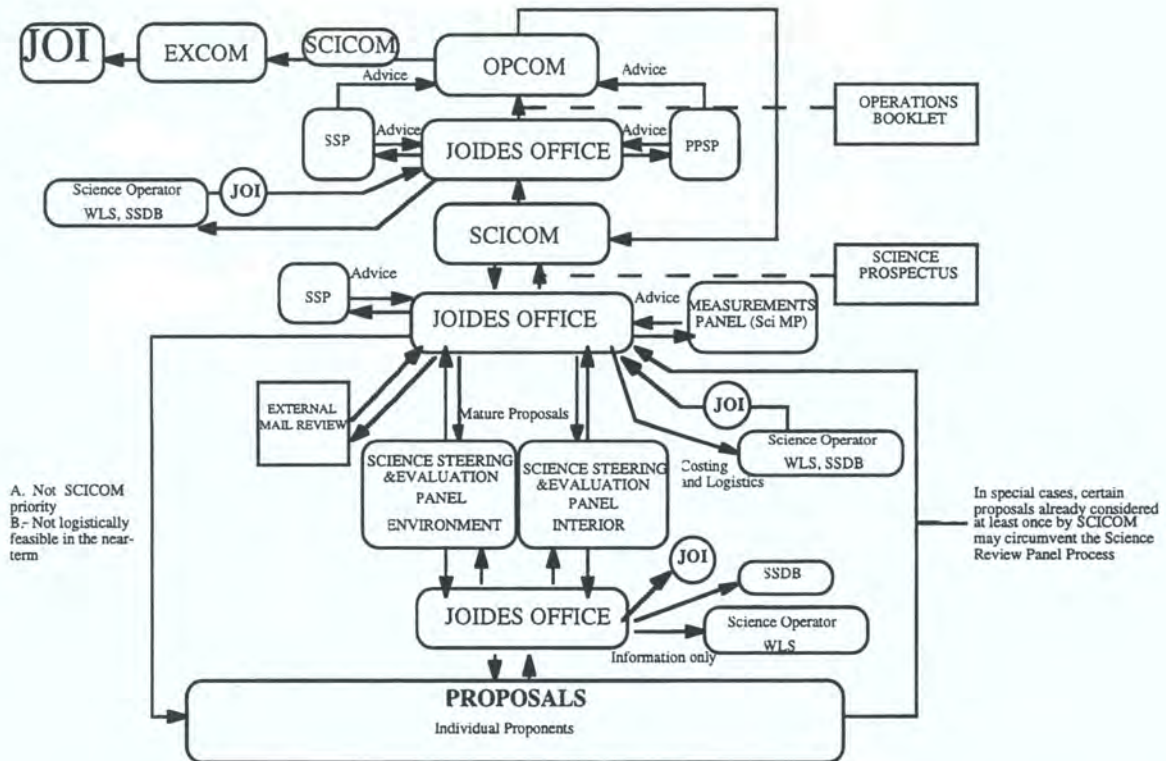 JOI
EXCOM
SCICOM
OPCOM
Advice
Advice
OPERATIONS
BOOKLET
SSP
Advice
JOIDES OFFICE
Advice
PPSP
Science Operator
WLS, SSDB
JOI
SCICOM
SCIENCE
PROSPECTUS
SSP
Advice
JOIDES OFFICE
Advice
MEASUREMENTS
PANEL (Sci MP)
EXTERNAL
MAIL REVIEW
Mature Proposals
JOI
Science Operator
WLS, SSDB
Costing
and Logistics
SCIENCE STEERING
&EVALUATION
PANEL
ENVIRONMENT
SCIENCE STEERING
&EVALUATION
PANEL
INTERIOR
A. Not SCICOM
priority
B.- Not logistically
feasible in the near-
term
In special cases, certain
proposals already considered
at least once by SCICOM
may circumvent the Science
Review Panel Process
JOI
SSDB
JOIDES OFFICE
Science Operator
WLS
Information only
PROPOSALS
Individual Proponents